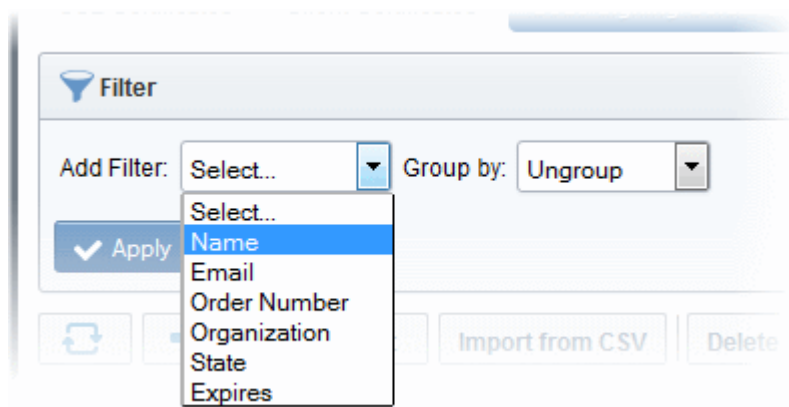 Filter
Add Filter: Select... Group by: Ungroup
Select...
Apply Name
Email
Order Number
Organization
Import from CSV Delete
State
Expires